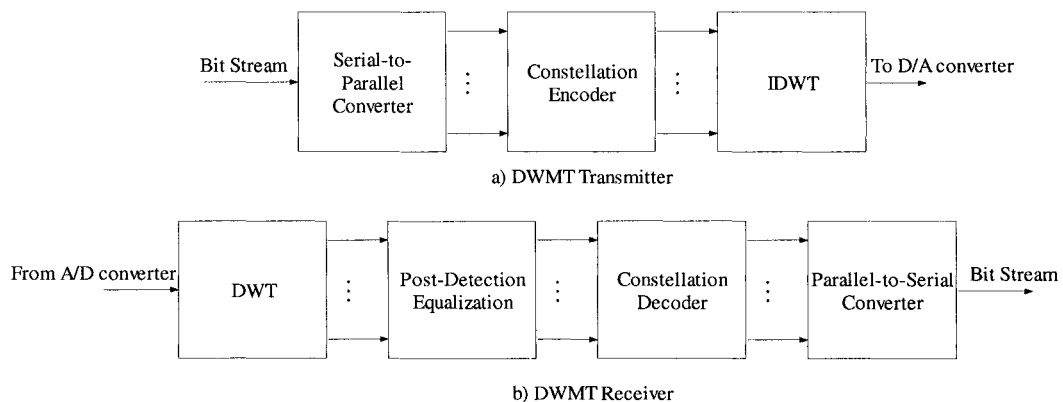 Bit Stream
Serial-to-
Parallel
Converter
Constellation
Encoder
IDWT
To D/A converter
a) DWMT Transmitter
From A/D converter
DWT
Post-Detection
Equalization
Constellation
Decoder
Parallel-to-Serial
Converter
Bit Stream
b) DWMT Receiver